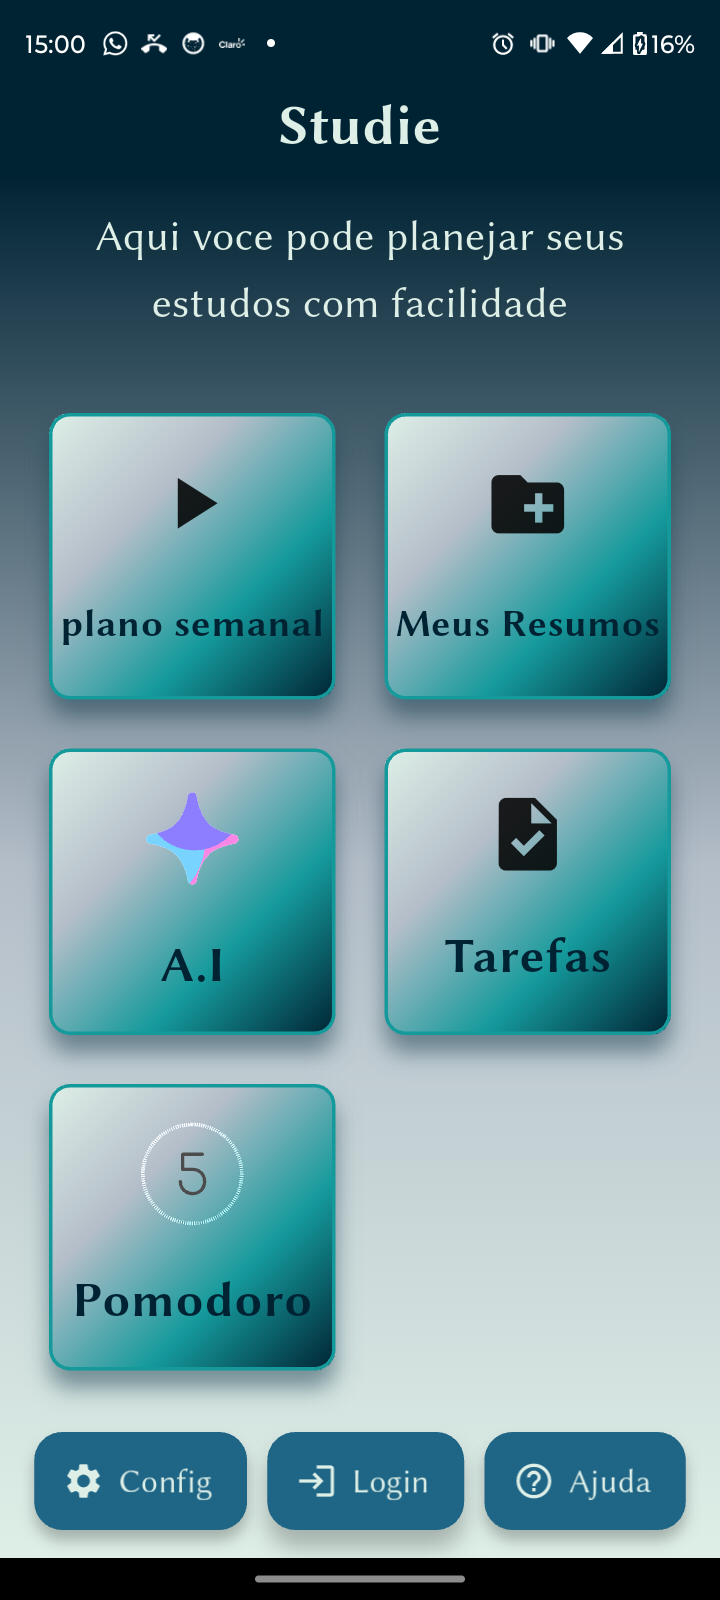 15:00 Claro 16%
Studie
Aqui voce pode planejar seus
estudos com facilidade
plano semanal
Meus Resumos
A.I
Tarefas
5
Pomodoro
Config
Login
Ajuda